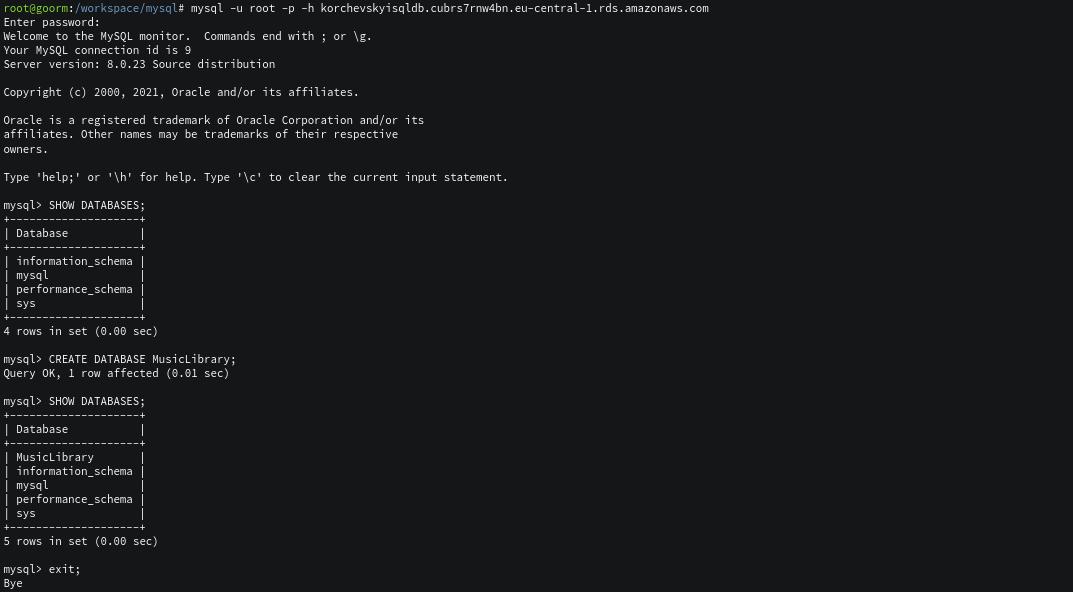 root@goorm:/workspace/mysql# mysql -u root -p -h korchevskyisqldb.cubrs7rnw4bn.eu-central-1.rds.amazonaws.com
Enter password:
Welcome to the MySQL monitor.  Commands end with ; or \g.
Your MySQL connection id is 9
Server version: 8.0.23 Source distribution

Copyright (c) 2000, 2021, Oracle and/or its affiliates.

Oracle is a registered trademark of Oracle Corporation and/or its
affiliates. Other names may be trademarks of their respective
owners.

Type 'help;' or '\h' for help. Type '\c' to clear the current input statement.

mysql> SHOW DATABASES;
+--------------------+
| Database           |
+--------------------+
| information_schema |
| mysql              |
| performance_schema |
| sys                |
+--------------------+
4 rows in set (0.00 sec)

mysql> CREATE DATABASE MusicLibrary;
Query OK, 1 row affected (0.01 sec)

mysql> SHOW DATABASES;
+--------------------+
| Database           |
+--------------------+
| MusicLibrary       |
| information_schema |
| mysql              |
| performance_schema |
| sys                |
+--------------------+
5 rows in set (0.00 sec)

mysql> exit;
Bye